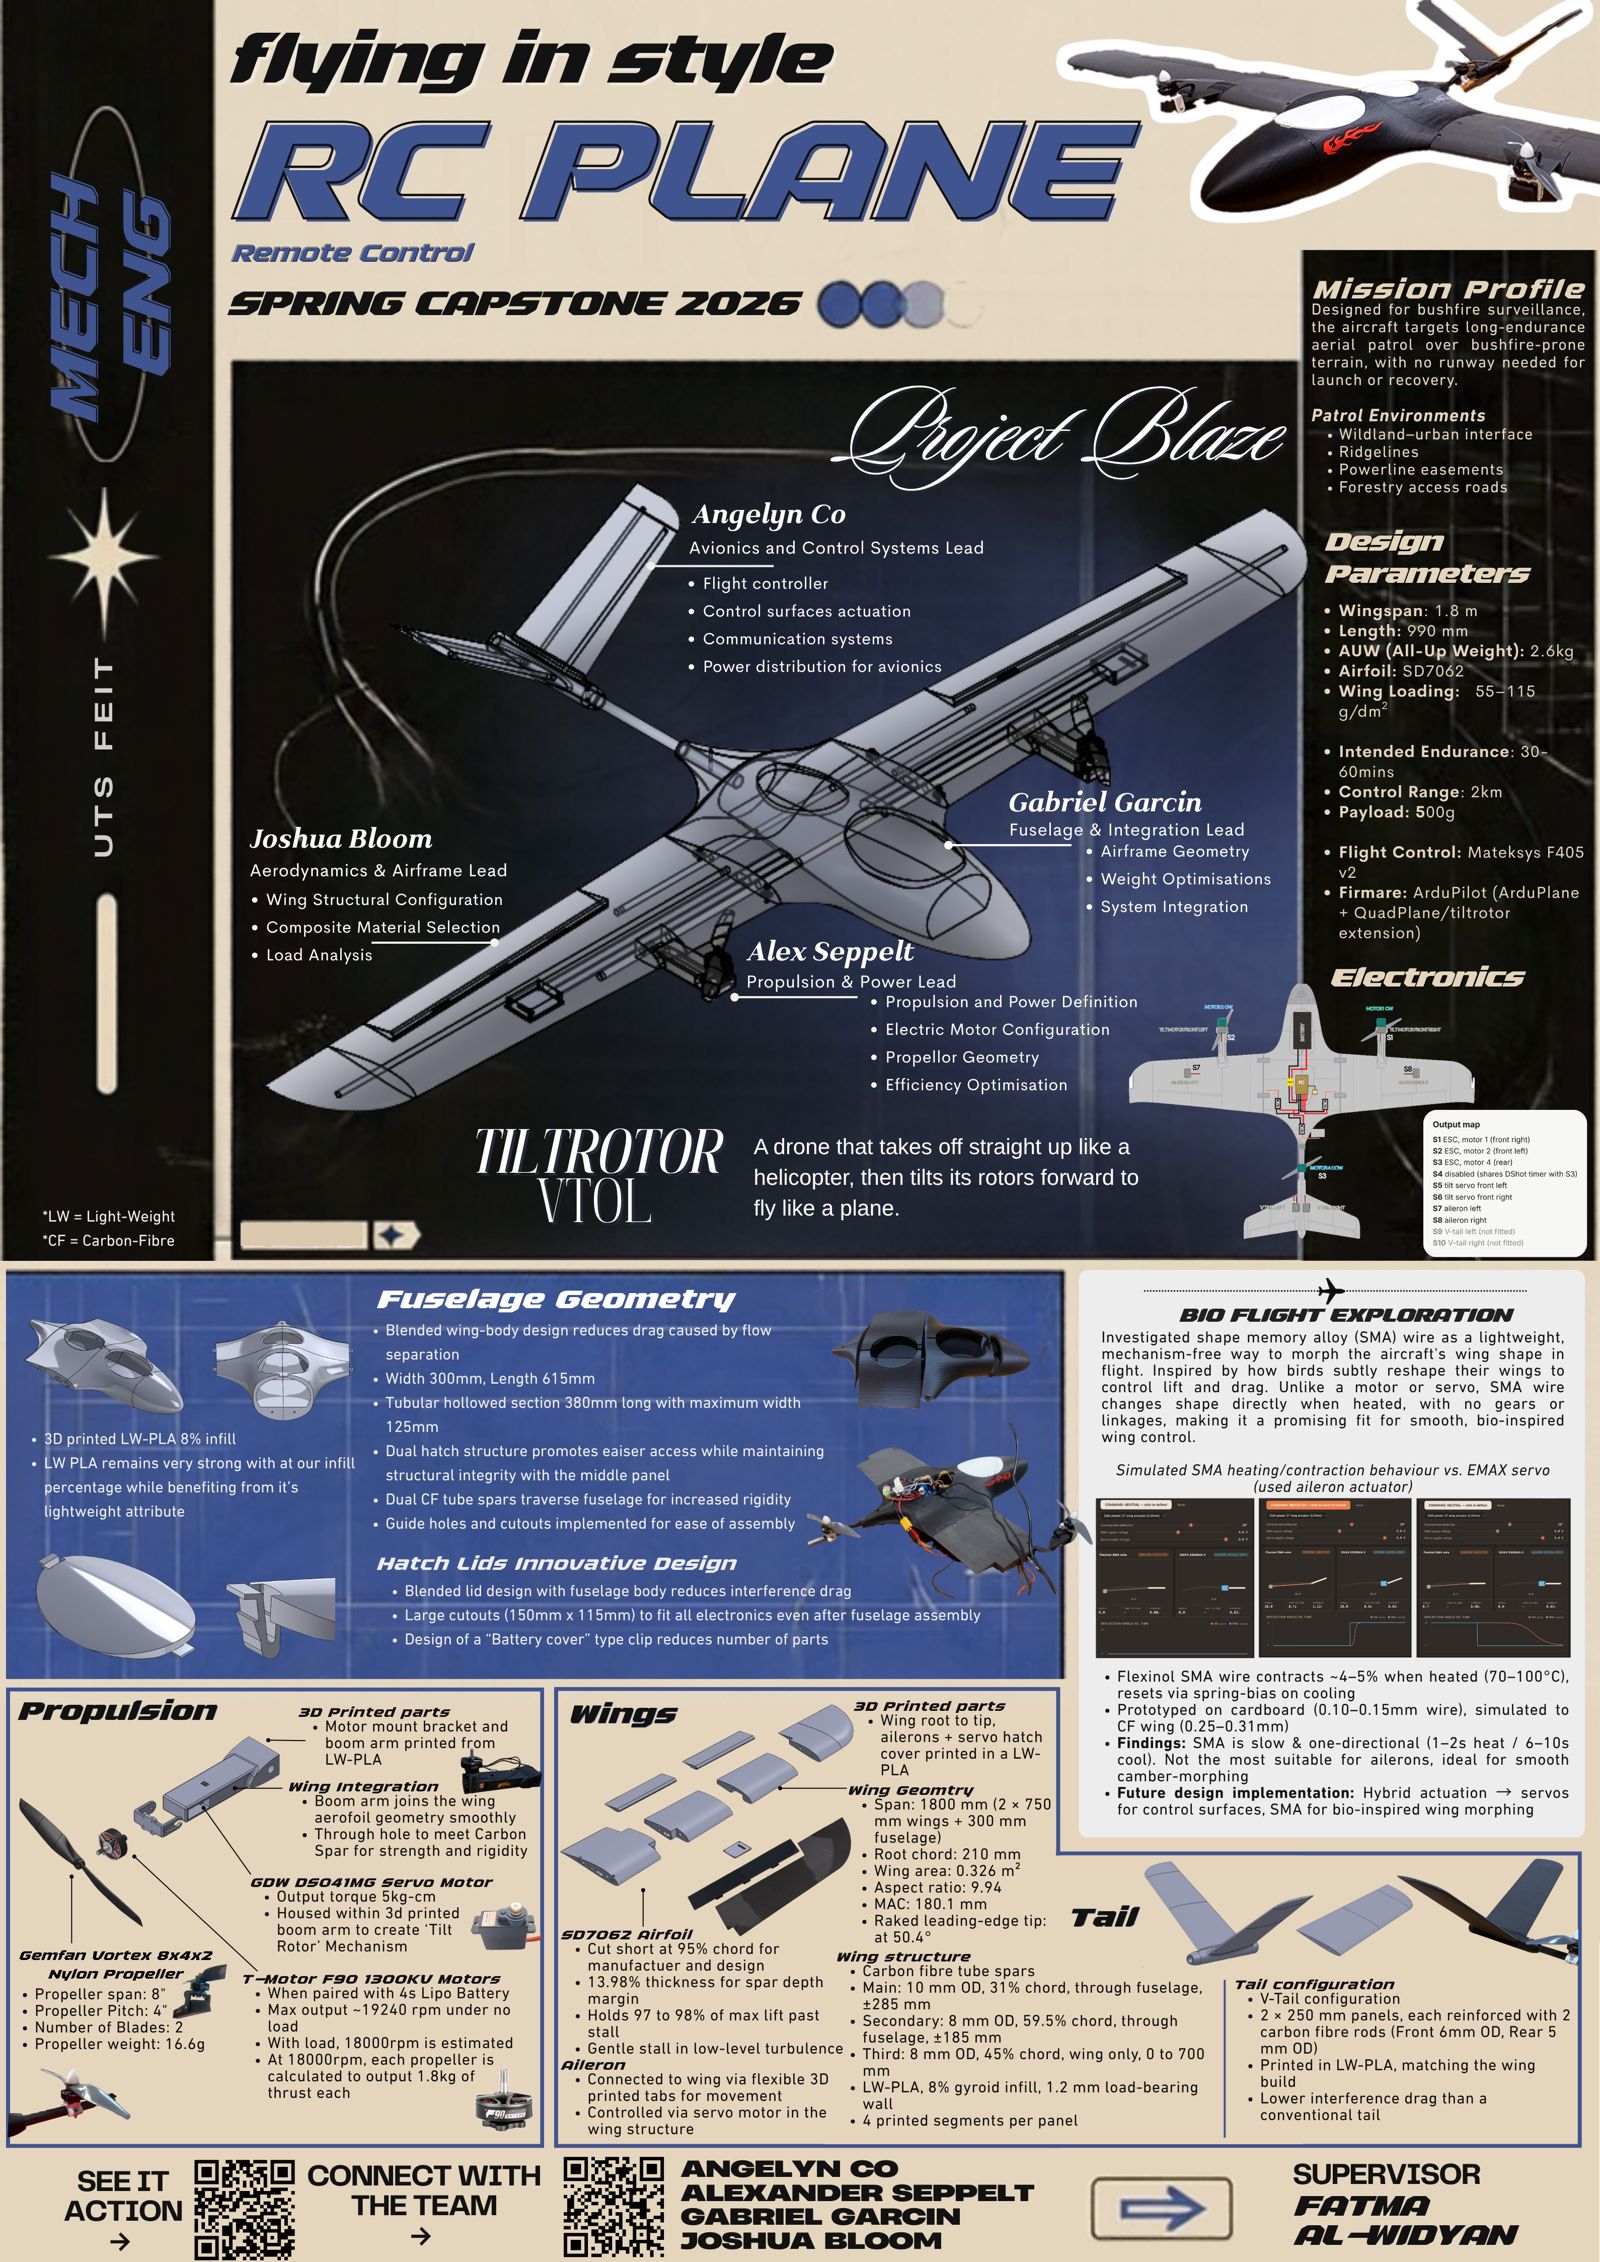 flying in style
RC PLANE
Remote Control
SPRING CAPSTONE 2026
MECH
ENG
UTS FEIT
*LW = Light-Weight
*CF = Carbon-Fibre
Project Blaze
Angelyn Co
Avionics and Control Systems Lead
• Flight controller
• Control surfaces actuation
• Communication systems
• Power distribution for avionics
Gabriel Garcin
Fuselage & Integration Lead
• Airframe Geometry
• Weight Optimisations
• System Integration
Joshua Bloom
Aerodynamics & Airframe Lead
• Wing Structural Configuration
• Composite Material Selection
• Load Analysis
Alex Seppelt
Propulsion & Power Lead
• Propulsion and Power Definition
• Electric Motor Configuration
• Propellor Geometry
• Efficiency Optimisation
TILTROTOR
VTOL
A drone that takes off straight up like a
helicopter, then tilts its rotors forward to
fly like a plane.
Mission Profile
Designed for bushfire surveillance,
the aircraft targets long-endurance
aerial patrol over bushfire-prone
terrain, with no runway needed for
launch or recovery.
Patrol Environments
• Wildland–urban interface
• Ridgelines
• Powerline easements
• Forestry access roads
Design
Parameters
• Wingspan: 1.8 m
• Length: 990 mm
• AUW (All-Up Weight): 2.6kg
• Airfoil: SD7062
• Wing Loading: 55–115
g/dm²
• Intended Endurance: 30-
60mins
• Control Range: 2km
• Payload: 500g
• Flight Control: Mateksys F405
v2
• Firmare: ArduPilot (ArduPlane
+ QuadPlane/tiltrotor
extension)
Electronics
MOTOR2 CW
MOTOR1 CW
TILT MOTOR FRONT LEFT
S2
BATTERY
S1
TILT MOTOR FRONT RIGHT
S7
AILERON LEFT
FC
S8
AILERON RIGHT
MOTOR4 CCW
S3
Output map
S1 ESC, motor 1 (front right)
S2 ESC, motor 2 (front left)
S3 ESC, motor 4 (rear)
S4 disabled (shares DShot timer with S3)
S5 tilt servo front left
S6 tilt servo front right
S7 aileron left
S8 aileron right
S9 V-tail left (not fitted)
S10 V-tail right (not fitted)
Fuselage Geometry
• Blended wing-body design reduces drag caused by flow
separation
• Width 300mm, Length 615mm
• Tubular hollowed section 380mm long with maximum width
125mm
• Dual hatch structure promotes eaiser access while maintaining
structural integrity with the middle panel
• Dual CF tube spars traverse fuselage for increased rigidity
• Guide holes and cutouts implemented for ease of assembly
• 3D printed LW-PLA 8% infill
• LW PLA remains very strong with at our infill
percentage while benefiting from it's
lightweight attribute
Hatch Lids Innovative Design
• Blended lid design with fuselage body reduces interference drag
• Large cutouts (150mm x 115mm) to fit all electronics even after fuselage assembly
• Design of a "Battery cover" type clip reduces number of parts
BIO FLIGHT EXPLORATION
Investigated shape memory alloy (SMA) wire as a lightweight,
mechanism-free way to morph the aircraft's wing shape in
flight. Inspired by how birds subtly reshape their wings to
control lift and drag. Unlike a motor or servo, SMA wire
changes shape directly when heated, with no gears or
linkages, making it a promising fit for smooth, bio-inspired
wing control.
Simulated SMA heating/contraction behaviour vs. EMAX servo
(used aileron actuator)
• Flexinol SMA wire contracts ~4–5% when heated (70–100°C),
resets via spring-bias on cooling
• Prototyped on cardboard (0.10–0.15mm wire), simulated to
CF wing (0.25–0.31mm)
• Findings: SMA is slow & one-directional (1–2s heat / 6–10s
cool). Not the most suitable for ailerons, ideal for smooth
camber-morphing
• Future design implementation: Hybrid actuation → servos
for control surfaces, SMA for bio-inspired wing morphing
Propulsion
3D Printed parts
• Motor mount bracket and
boom arm printed from
LW-PLA
Wing Integration
• Boom arm joins the wing
aerofoil geometry smoothly
• Through hole to meet Carbon
Spar for strength and rigidity
GDW DS041MG Servo Motor
• Output torque 5kg-cm
• Housed within 3d printed
boom arm to create 'Tilt
Rotor' Mechanism
Gemfan Vortex 8x4x2
Nylon Propeller
• Propeller span: 8"
• Propeller Pitch: 4"
• Number of Blades: 2
• Propeller weight: 16.6g
T-Motor F90 1300KV Motors
• When paired with 4s Lipo Battery
• Max output ~19240 rpm under no
load
• With load, 18000rpm is estimated
• At 18000rpm, each propeller is
calculated to output 1.8kg of
thrust each
F90
Wings
3D Printed parts
• Wing root to tip,
ailerons + servo hatch
cover printed in a LW-
PLA
Wing Geomtry
• Span: 1800 mm (2 × 750
mm wings + 300 mm
fuselage)
• Root chord: 210 mm
• Wing area: 0.326 m²
• Aspect ratio: 9.94
• MAC: 180.1 mm
• Raked leading-edge tip:
at 50.4°
SD7062 Airfoil
• Cut short at 95% chord for
manufactuer and design
• 13.98% thickness for spar depth
margin
• Holds 97 to 98% of max lift past
stall
• Gentle stall in low-level turbulence
Aileron
• Connected to wing via flexible 3D
printed tabs for movement
• Controlled via servo motor in the
wing structure
Wing structure
• Carbon fibre tube spars
• Main: 10 mm OD, 31% chord, through fuselage,
±285 mm
• Secondary: 8 mm OD, 59.5% chord, through
fuselage, ±185 mm
• Third: 8 mm OD, 45% chord, wing only, 0 to 700
mm
• LW-PLA, 8% gyroid infill, 1.2 mm load-bearing
wall
• 4 printed segments per panel
Tail
Tail configuration
• V-Tail configuration
• 2 × 250 mm panels, each reinforced with 2
carbon fibre rods (Front 6mm OD, Rear 5
mm OD)
• Printed in LW-PLA, matching the wing
build
• Lower interference drag than a
conventional tail
SEE IT
ACTION
→
CONNECT WITH
THE TEAM
→
ANGELYN CO
ALEXANDER SEPPELT
GABRIEL GARCIN
JOSHUA BLOOM
SUPERVISOR
FATMA
AL-WIDYAN